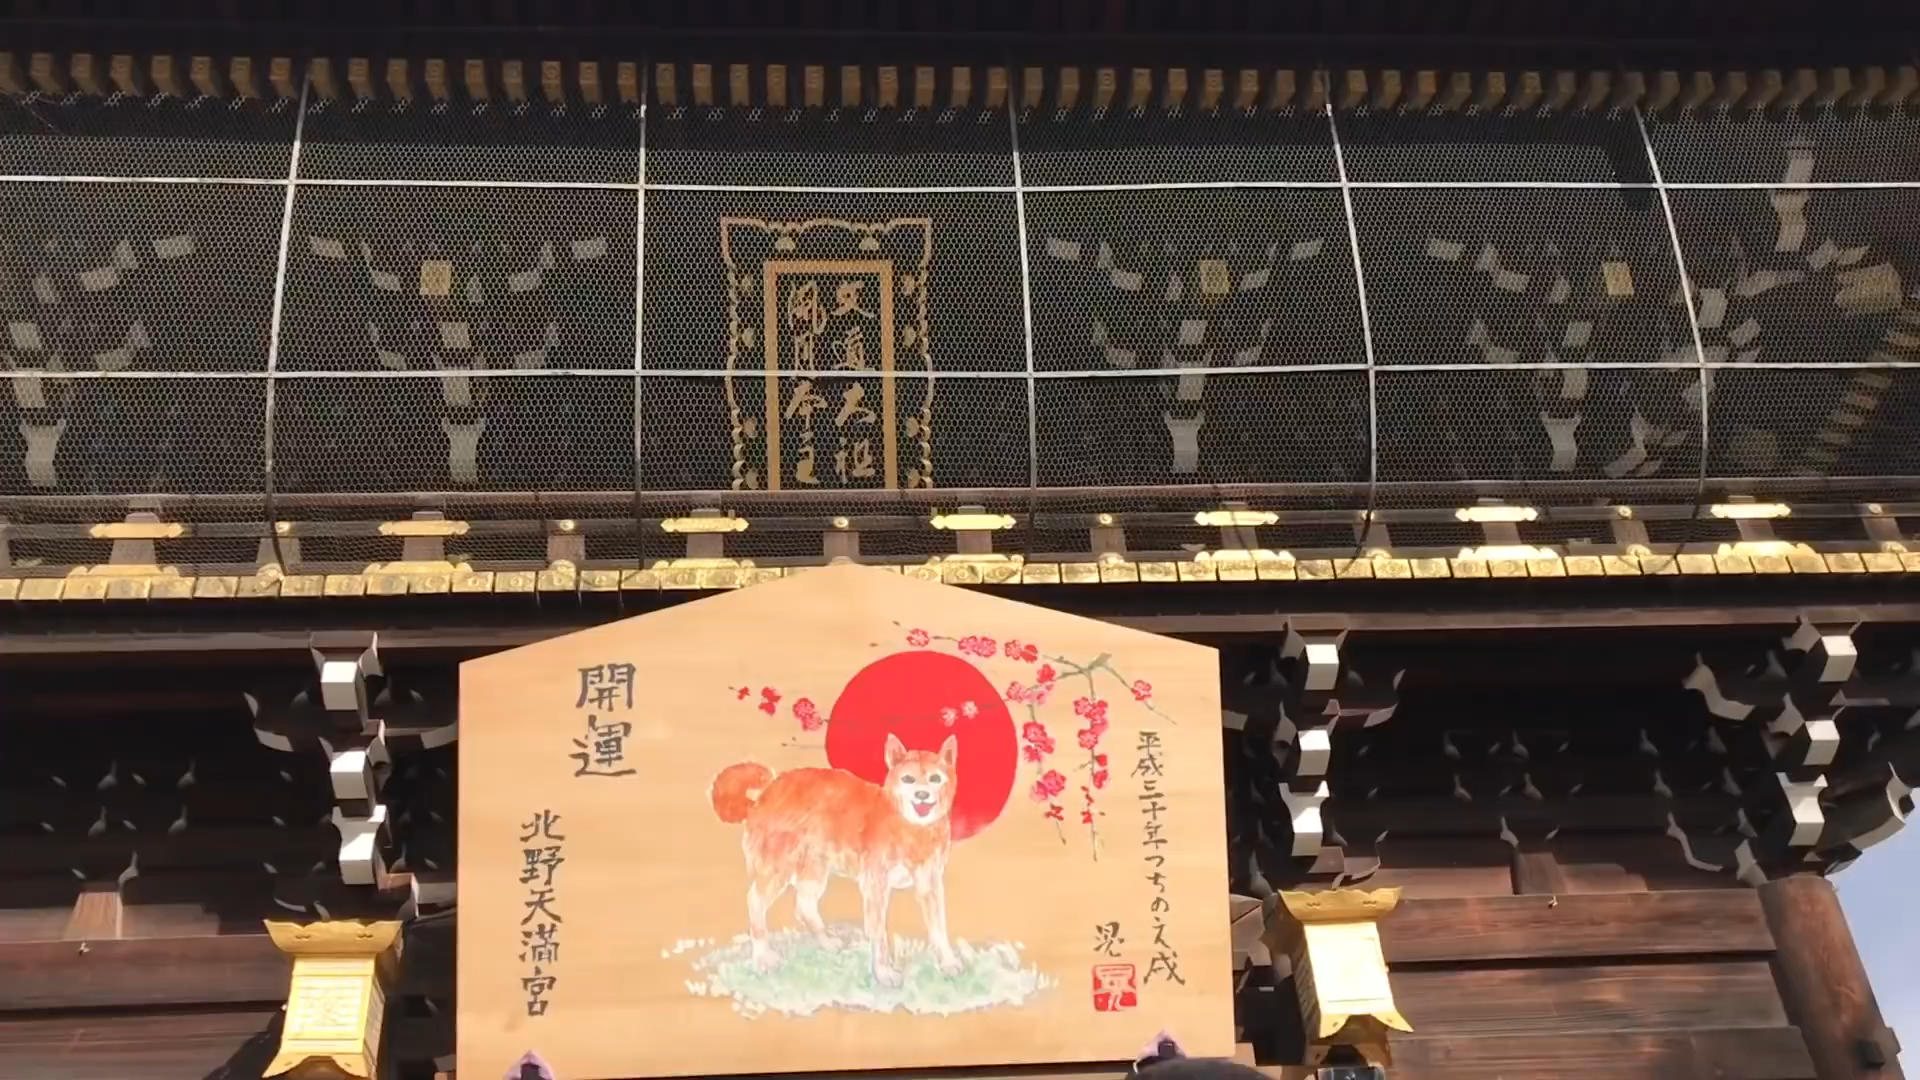 文道大祖
風月本主
開運
北野天満宮
平成三十年つちのえ戌
晃